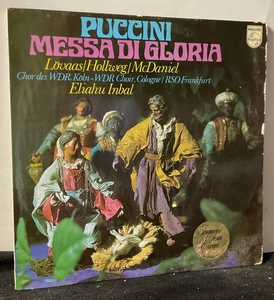 PUCCINI
MESSA DI GLORIA
Lövaas/Hollweg/McDaniel
Chor des WDR, Köln-WDR Choir, Cologne/RSO Frankfurt
Eliahu Inbal
PHILIPS